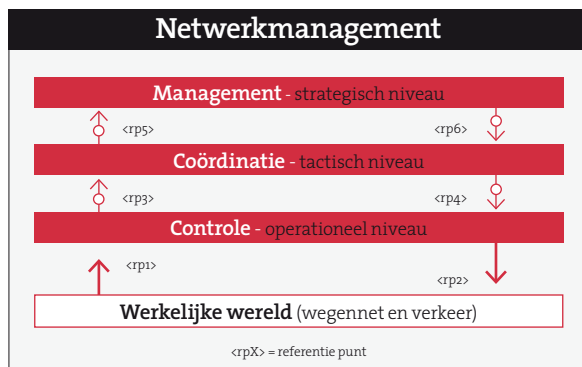 Netwerkmanagement
Management - strategisch niveau
<rp5> <rp6>
Coördinatie - tactisch niveau
<rp3> <rp4>
Controle - operationeel niveau
<rp1> <rp2>
Werkelijke wereld (wegennet en verkeer)
<rpX> = referentie punt